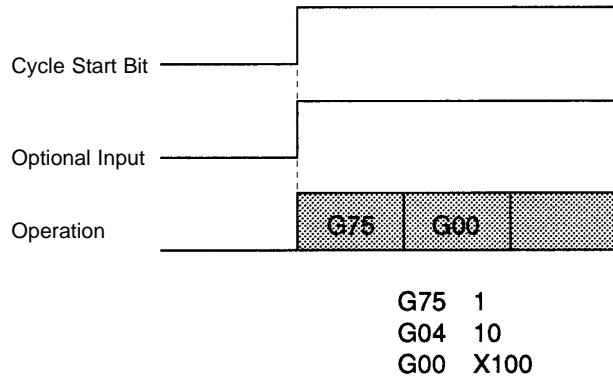 Cycle Start Bit
Optional Input
Operation
G75 G00
G75 1
G04 10
G00 X100